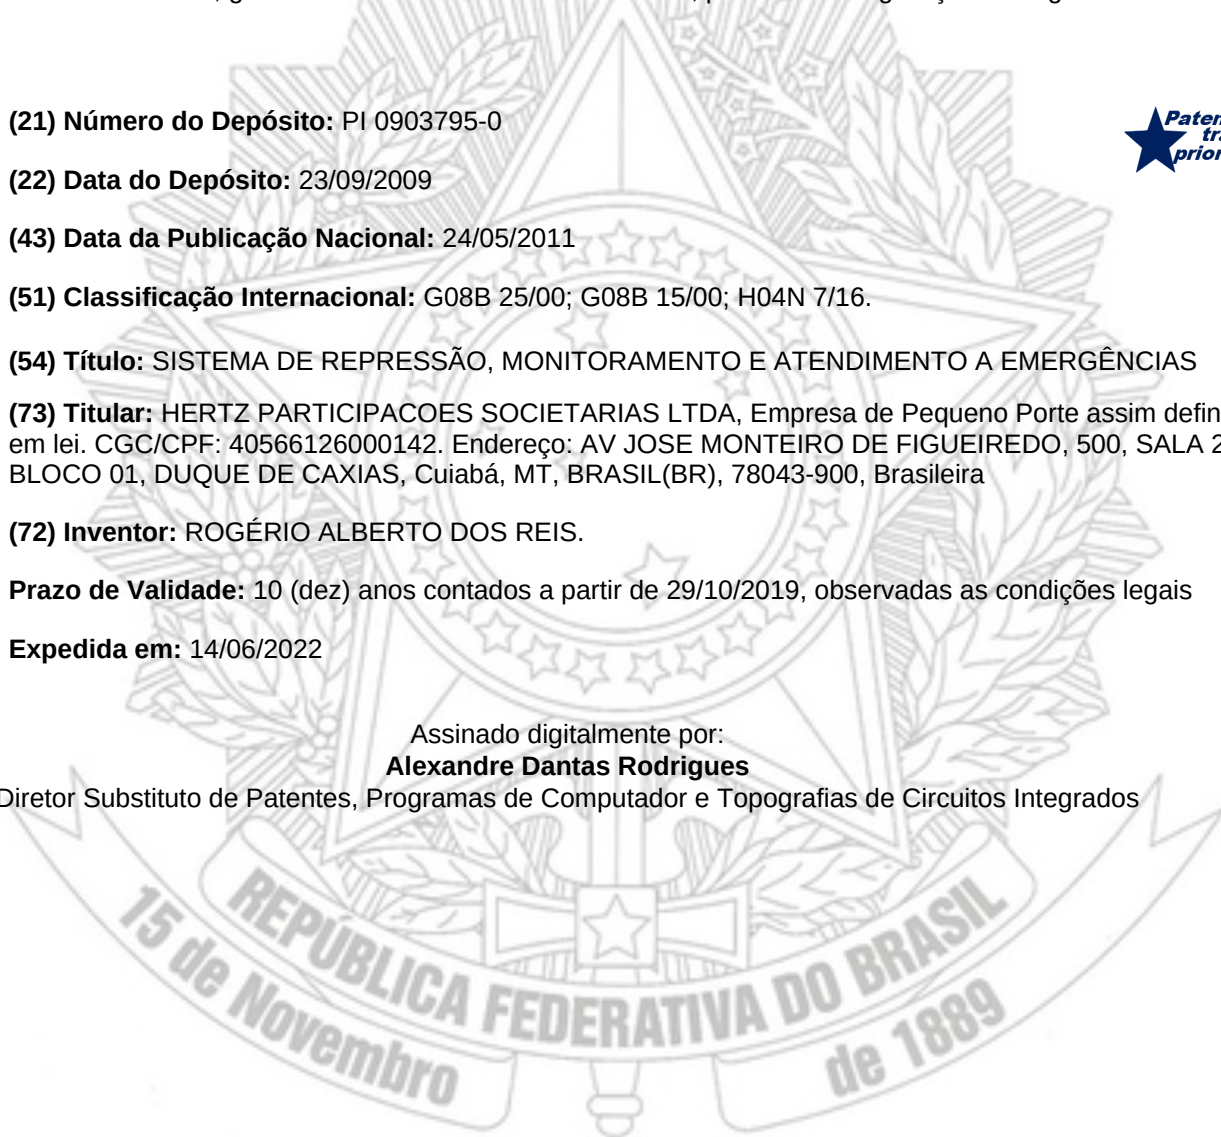 (21) Número do Depósito: PI 0903795-0
(22) Data do Depósito: 23/09/2009
(43) Data da Publicação Nacional: 24/05/2011
(51) Classificação Internacional: G08B 25/00; G08B 15/00; H04N 7/16.
(54) Título: SISTEMA DE REPRESSÃO, MONITORAMENTO E ATENDIMENTO A EMERGÊNCIAS
(73) Titular: HERTZ PARTICIPACOES SOCIETARIAS LTDA, Empresa de Pequeno Porte assim defin
em lei. CGC/CPF: 40566126000142. Endereço: AV JOSE MONTEIRO DE FIGUEIREDO, 500, SALA 2
BLOCO 01, DUQUE DE CAXIAS, Cuiabá, MT, BRASIL(BR), 78043-900, Brasileira
(72) Inventor: ROGÉRIO ALBERTO DOS REIS.
Prazo de Validade: 10 (dez) anos contados a partir de 29/10/2019, observadas as condições legais
Expedida em: 14/06/2022
Assinado digitalmente por:
Alexandre Dantas Rodrigues
Diretor Substituto de Patentes, Programas de Computador e Topografias de Circuitos Integrados
REPÚBLICA FEDERATIVA DO BRASIL
15 de Novembro de 1889